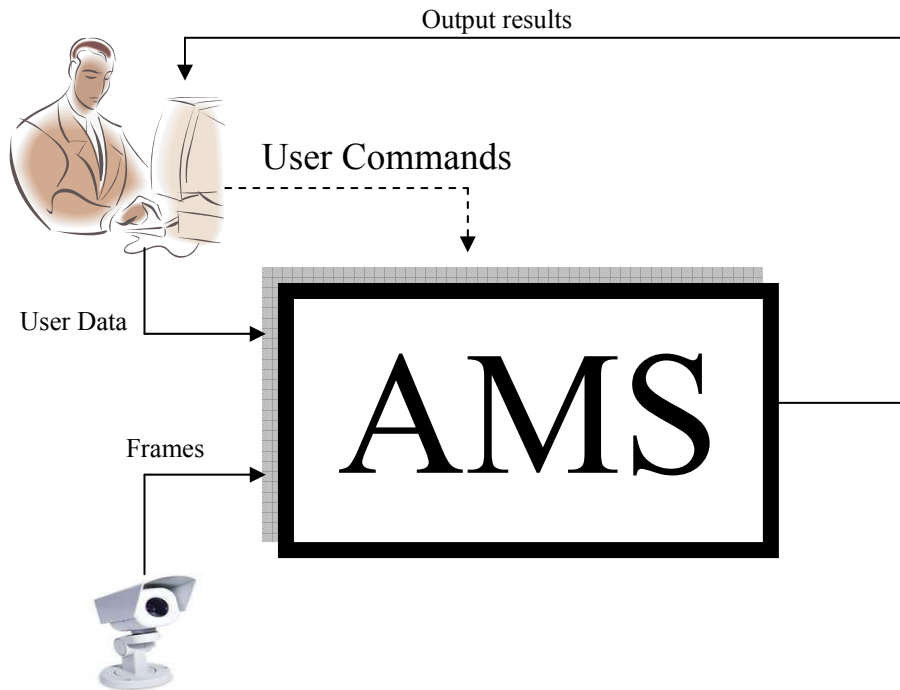 Output results
User Commands
User Data
AMS
Frames